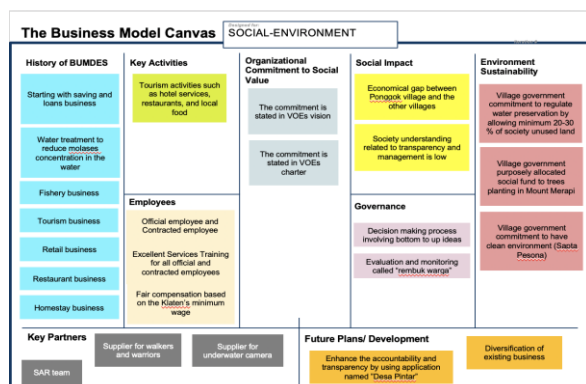 The Business Model Canvas
Designed for:
SOCIAL-ENVIRONMENT
History of BUMDES
Starting with saving and
loans business
Water treatment to
reduce molases
concentration in the
water
Fishery business
Tourism business
Retail business
Restaurant business
Homestay business
Key Activities
Tourism activities such
as hotel services,
restaurants, and local
food
Employees
Official employee and
Contracted employee
Excellent Services Training
for all official and
contracted employees
Fair compensation based
on the Klaten's minimum
wage
Organizational
Commitment to Social
Value
The commitment is
stated in VOEs vision
The commitment is
stated in VOEs
charter
Social Impact
Economical gap between
Ponggok village and the
other villages
Society understanding
related to transparency and
management is low
Governance
Decision making process
involving bottom to up ideas
Evaluation and monitoring
called "rembuk warga"
Environment
Sustainability
Village government
commitment to regulate
water preservation by
allowing minimum 20-30
% of society unused land
Village government
purposely allocated
social fund to trees
planting in Mount Merapi
Village government
commitment to have
clean environment (Sapta
Pesona)
Key Partners
SAR team
Supplier for walkers
and warriors
Supplier for
underwater camera
Future Plans/ Development
Enhance the accountability
and transparency by using application
named "Desa Pintar"
Diversification of
existing business